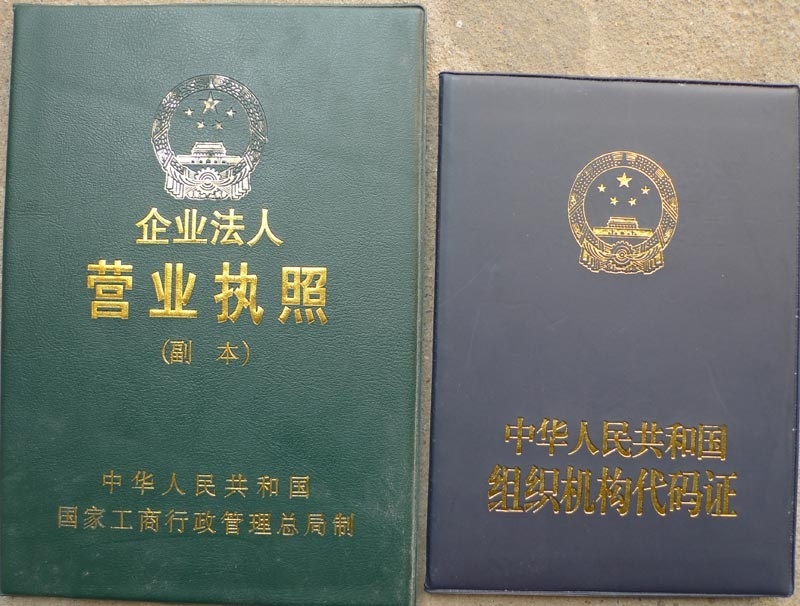 企业法人
营业执照
(副 本)
中华人民共和国
国家工商行政管理总局制
中华人民共和国
组织机构代码证